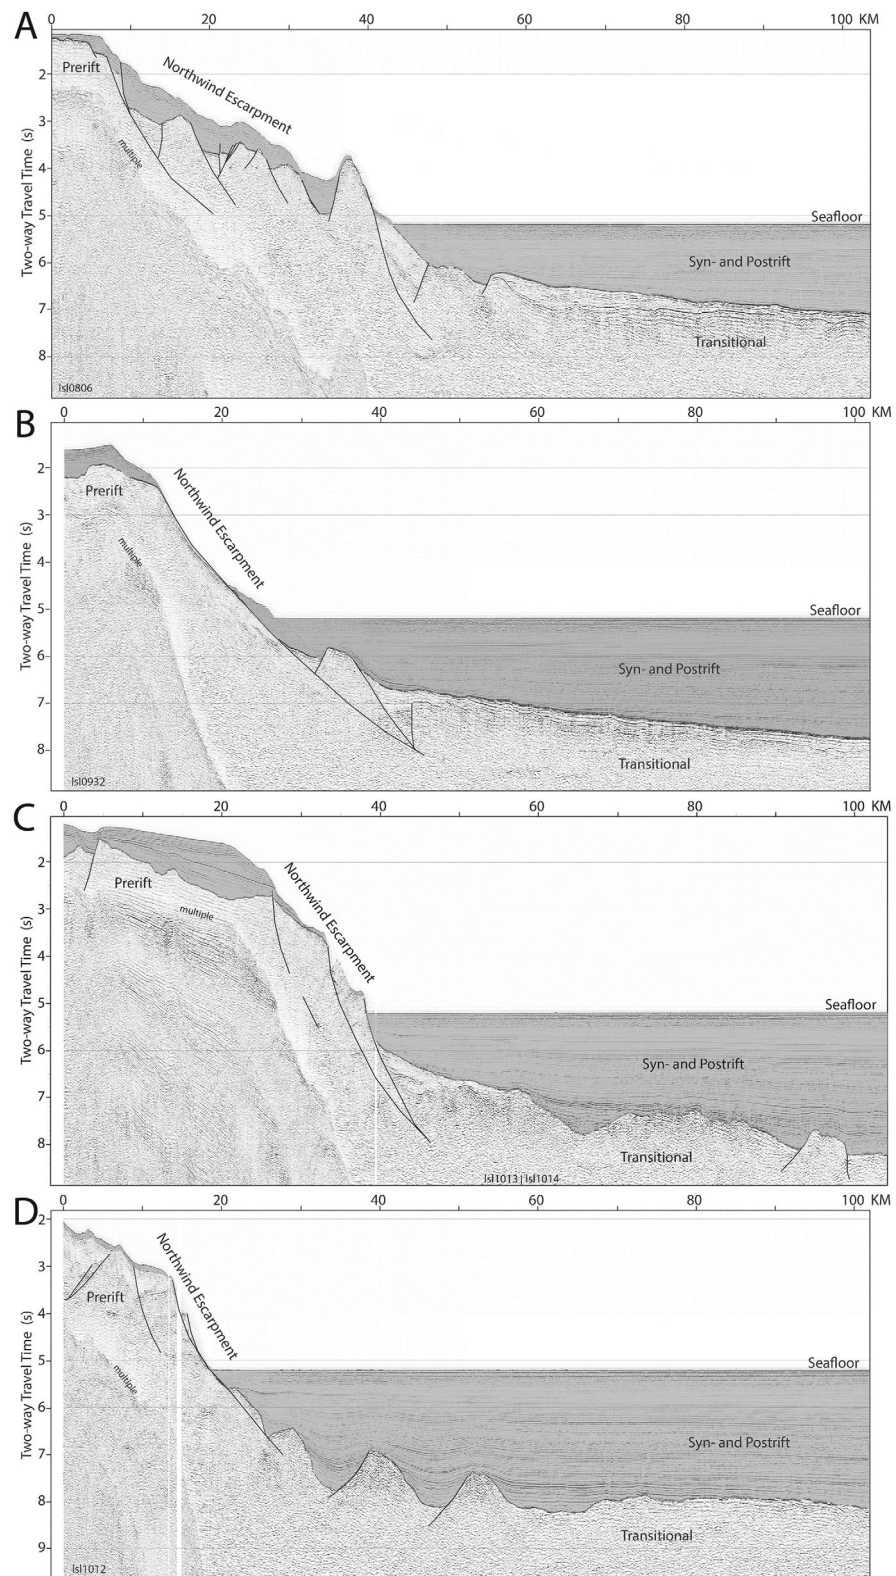 A
0 20 40 60 80 100 KM
Prerift
Northwind Escarpment
2
3
multiple
4
5
Seafloor
6
Syn- and Postrift
7
Transitional
8
Two-way Travel Time (s)
lsl0806
B
0 20 40 60 80 100 KM
2
Prerift
Northwind Escarpment
3
multiple
4
5
Seafloor
6
Syn- and Postrift
7
8
Transitional
Two-way Travel Time (s)
lsl0932
C
0 20 40 60 80 100 KM
2
Prerift
Northwind Escarpment
multiple
3
4
5
Seafloor
6
Syn- and Postrift
7
8
Transitional
Two-way Travel Time (s)
lsl1013 | lsl1014
D
0 20 40 60 80 100 KM
2
Northwind Escarpment
3
Prerift
4
5
Seafloor
multiple
6
Syn- and Postrift
7
8
Transitional
9
Two-way Travel Time (s)
lsl1012